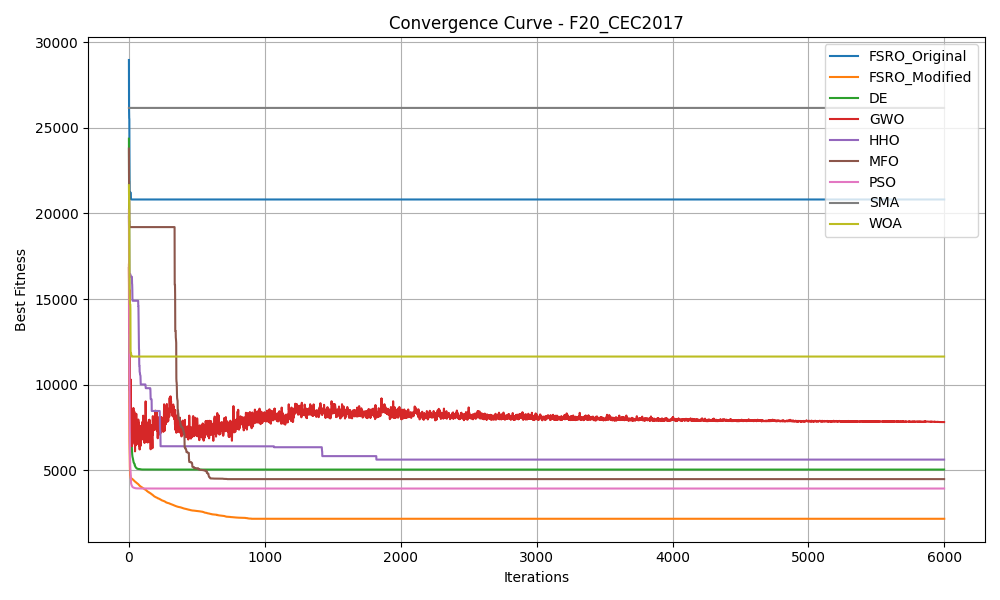 Convergence Curve - F20_CEC2017
30000
25000
20000
15000
10000
5000
Best Fitness
0
1000
2000
3000
4000
5000
6000
Iterations
FSRO_Original
FSRO_Modified
DE
GWO
HHO
MFO
PSO
SMA
WOA